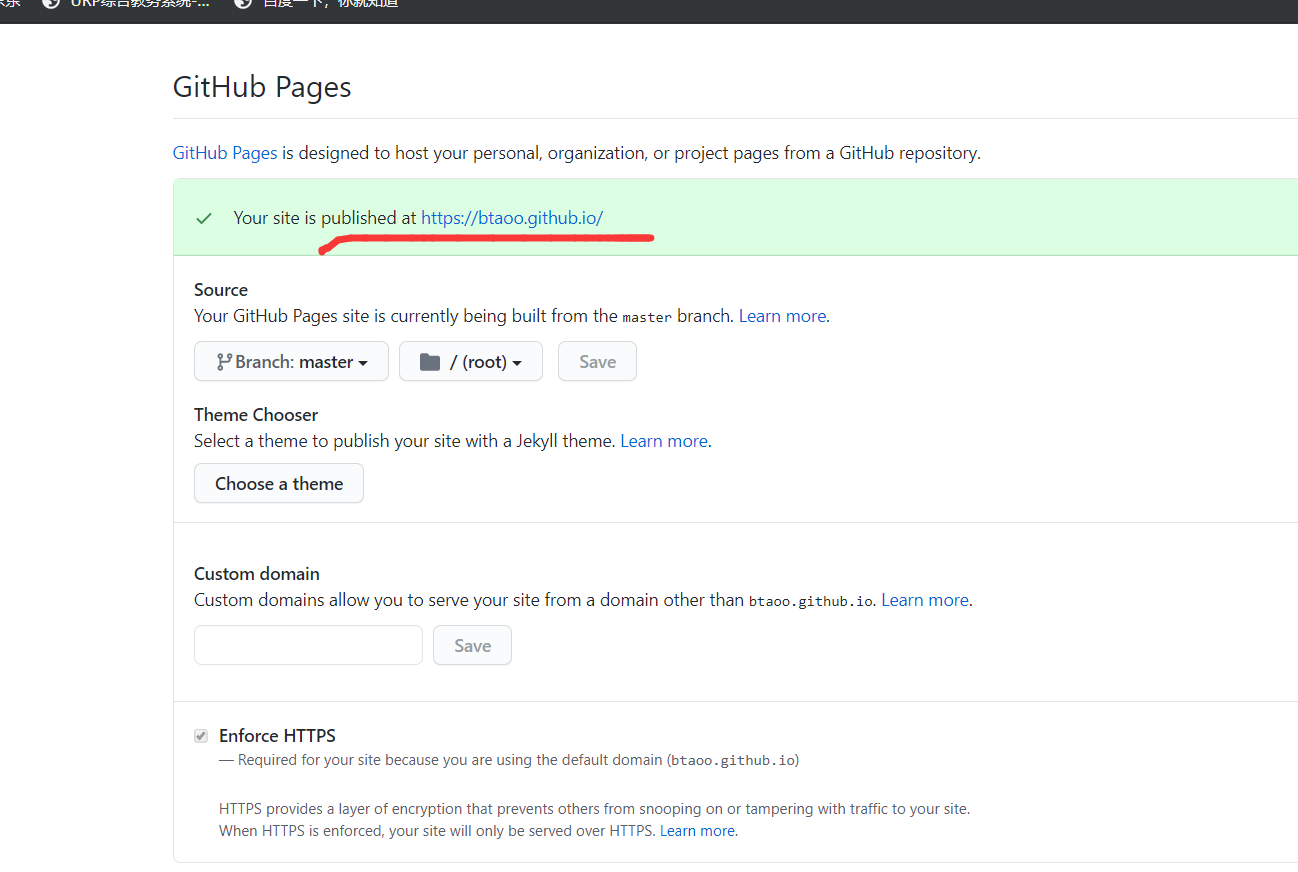 URP综合教务系统-...
百度一下，你就知道
GitHub Pages
GitHub Pages is designed to host your personal, organization, or project pages from a GitHub repository.
Your site is published at https://btaoo.github.io/
Source
Your GitHub Pages site is currently being built from the master branch. Learn more.
Branch: master / (root) Save
Theme Chooser
Select a theme to publish your site with a Jekyll theme. Learn more.
Choose a theme
Custom domain
Custom domains allow you to serve your site from a domain other than btaoo.github.io. Learn more.
Save
Enforce HTTPS
— Required for your site because you are using the default domain (btaoo.github.io)
HTTPS provides a layer of encryption that prevents others from snooping on or tampering with traffic to your site.
When HTTPS is enforced, your site will only be served over HTTPS. Learn more.